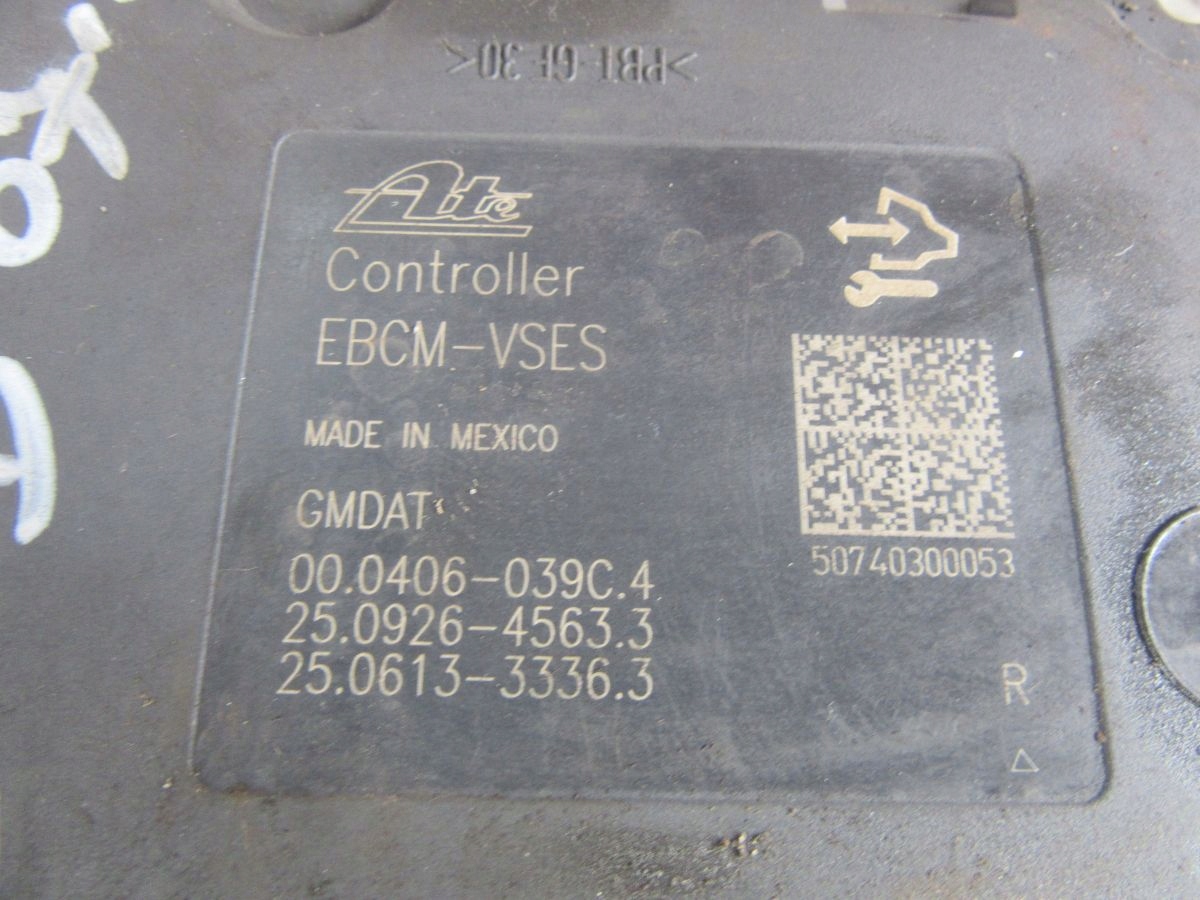 >PBT-GF 30<
Ate
Controller
EBCM-VSES
MADE IN MEXICO
GMDAT
50740300053
00.0406-039C.4
25.0926-4563.3
25.0613-3336.3
R